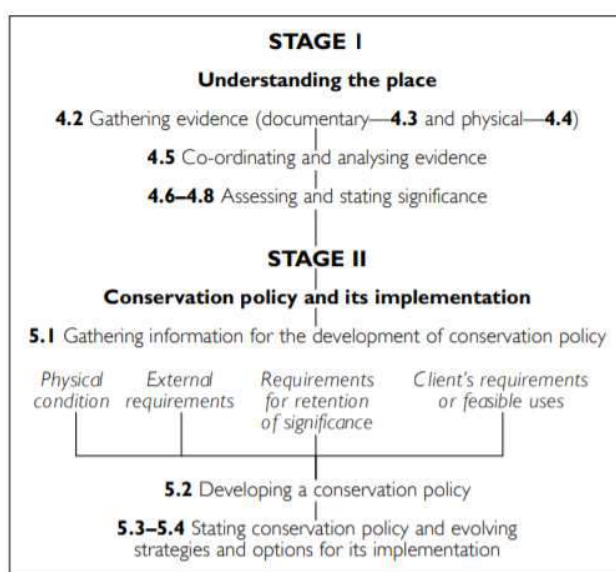 STAGE I
Understanding the place
4.2 Gathering evidence (documentary—4.3 and physical—4.4)
4.5 Co-ordinating and analysing evidence
4.6–4.8 Assessing and stating significance
STAGE II
Conservation policy and its implementation
5.1 Gathering information for the development of conservation policy
Physical condition
External requirements
Requirements for retention of significance
Client's requirements or feasible uses
5.2 Developing a conservation policy
5.3–5.4 Stating conservation policy and evolving
strategies and options for its implementation